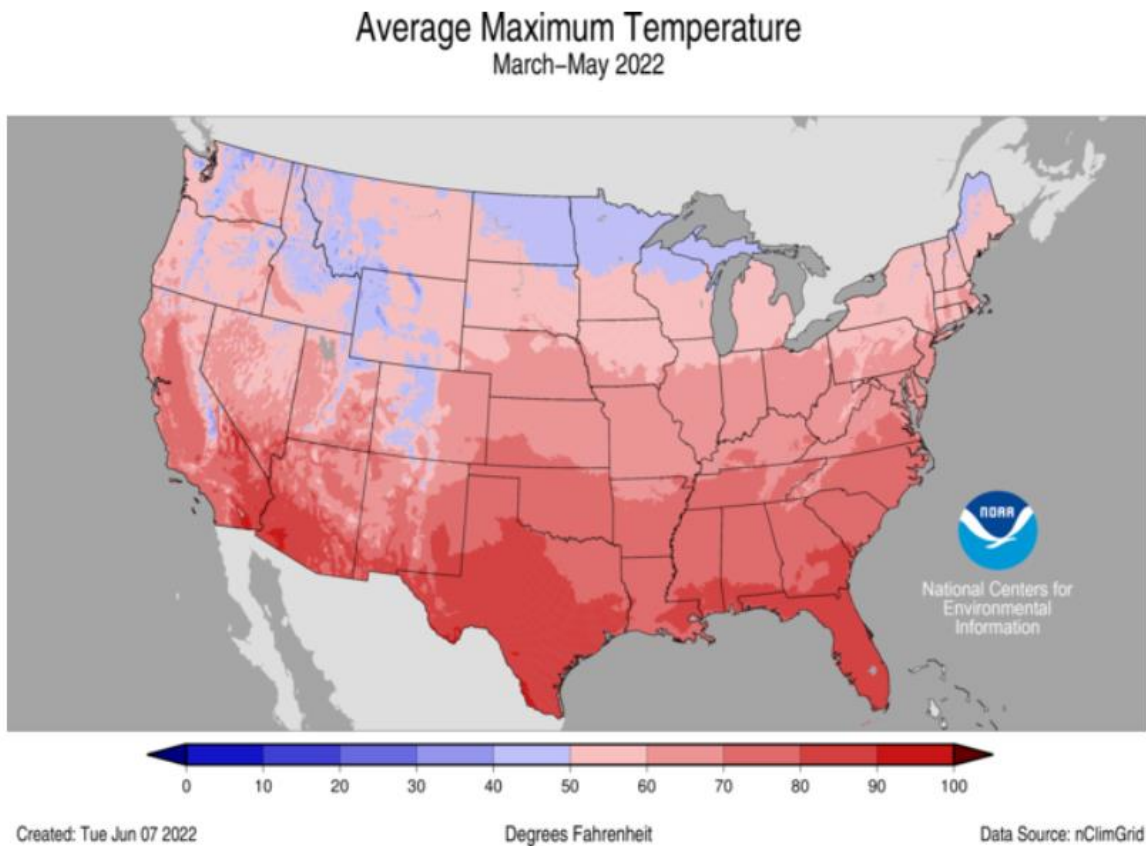 Average Maximum Temperature
March–May 2022
NOAA
National Centers for
Environmental
Information
0 10 20 30 40 50 60 70 80 90 100
Created: Tue Jun 07 2022 Degrees Fahrenheit Data Source: nClimGrid